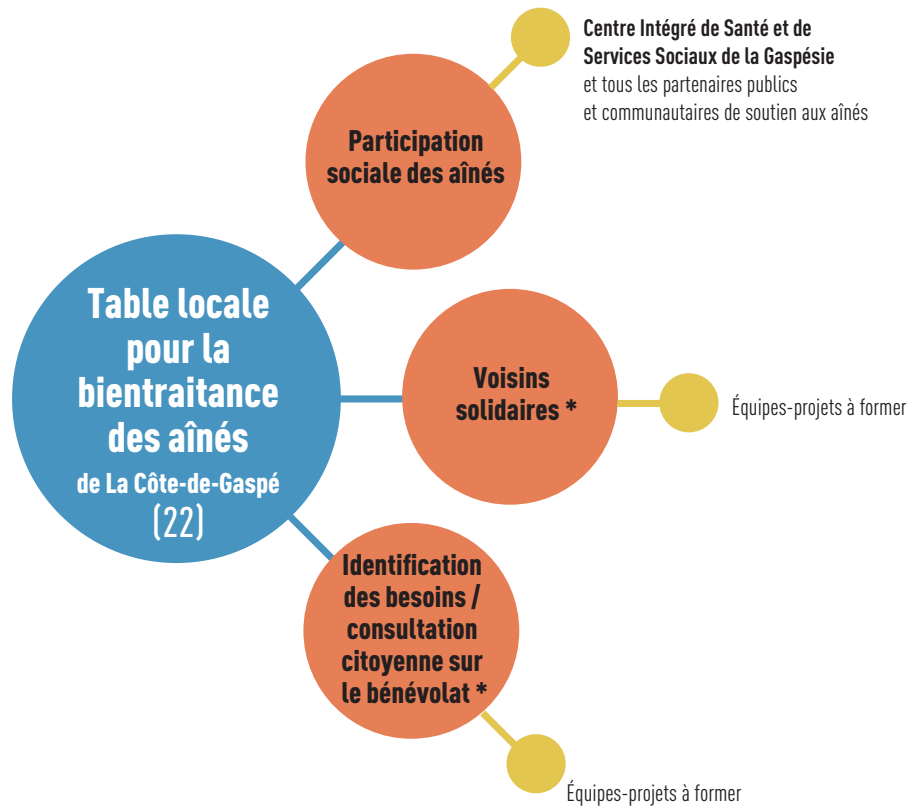 Centre Intégré de Santé et de
Services Sociaux de la Gaspésie
et tous les partenaires publics
et communautaires de soutien aux aînés
Participation
sociale des aînés
Table locale
pour la
bientraitance
des aînés
de La Côte-de-Gaspé
(22)
Voisins
solidaires *
Équipes-projets à former
Identification
des besoins /
consultation
citoyenne sur
le bénévolat *
Équipes-projets à former